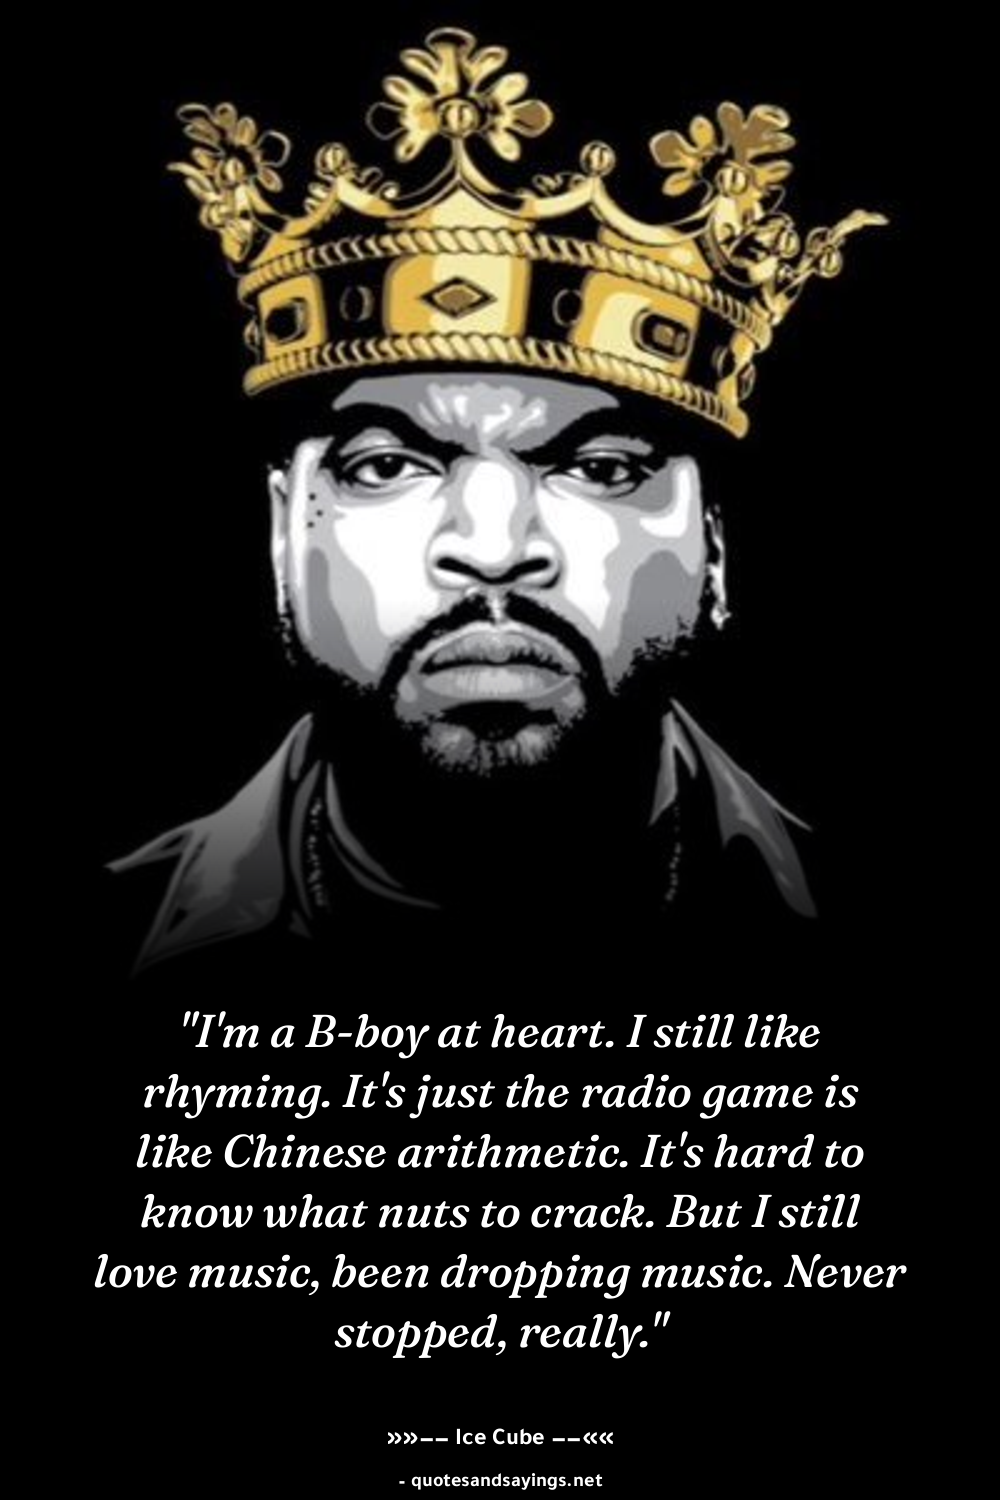 "I'm a B-boy at heart. I still like
rhyming. It's just the radio game is
like Chinese arithmetic. It's hard to
know what nuts to crack. But I still
love music, been dropping music. Never
stopped, really."
»»−− Ice Cube −−««
- quotesandsayings.net